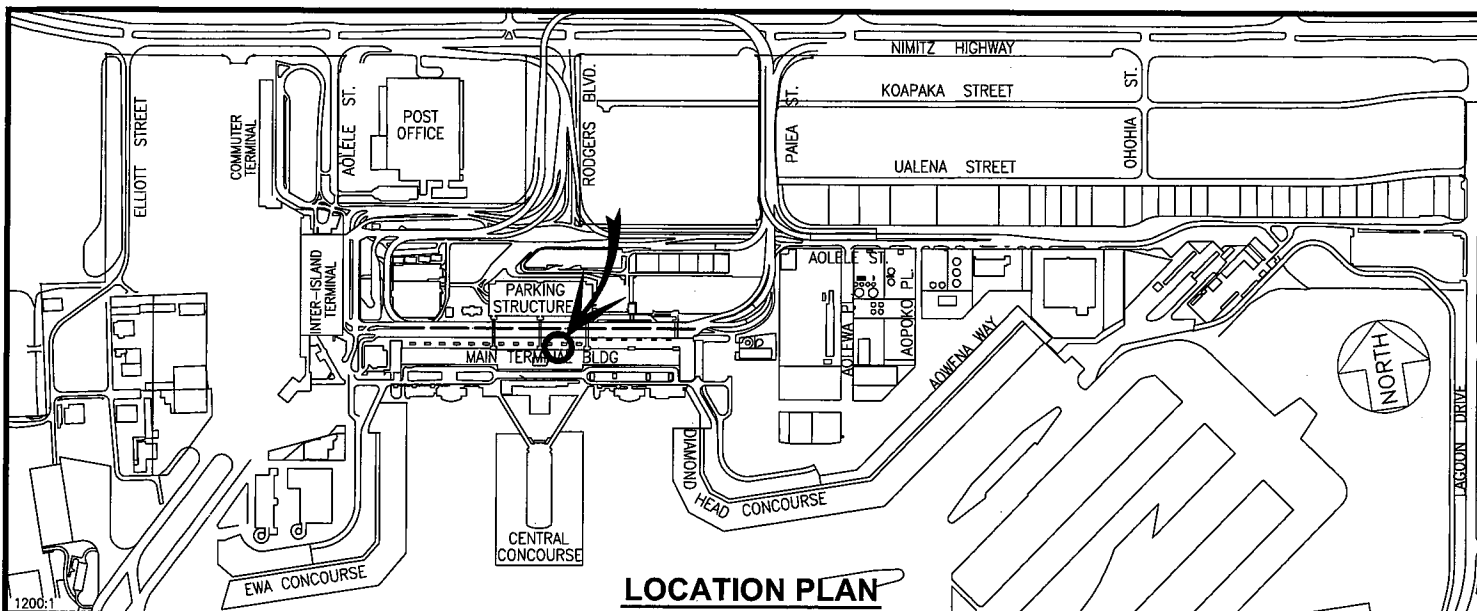 NIMITZ HIGHWAY
ELLIOTT STREET
COMMUTER
TERMINAL
AOLELE ST.
POST
OFFICE
RODGERS BLVD.
PAIEA ST.
KOAPAKA STREET
OHOHIA ST.
UALENA STREET
INTER-ISLAND
TERMINAL
PARKING
STRUCTURE
AOLELE ST.
MAIN TERMINAL BLDG
AOLEWA PL.
AOPOKO PL.
AOWENA WAY
NORTH
LAGOON DRIVE
DIAMOND
HEAD CONCOURSE
CENTRAL
CONCOURSE
EWA CONCOURSE
1200:1
LOCATION PLAN